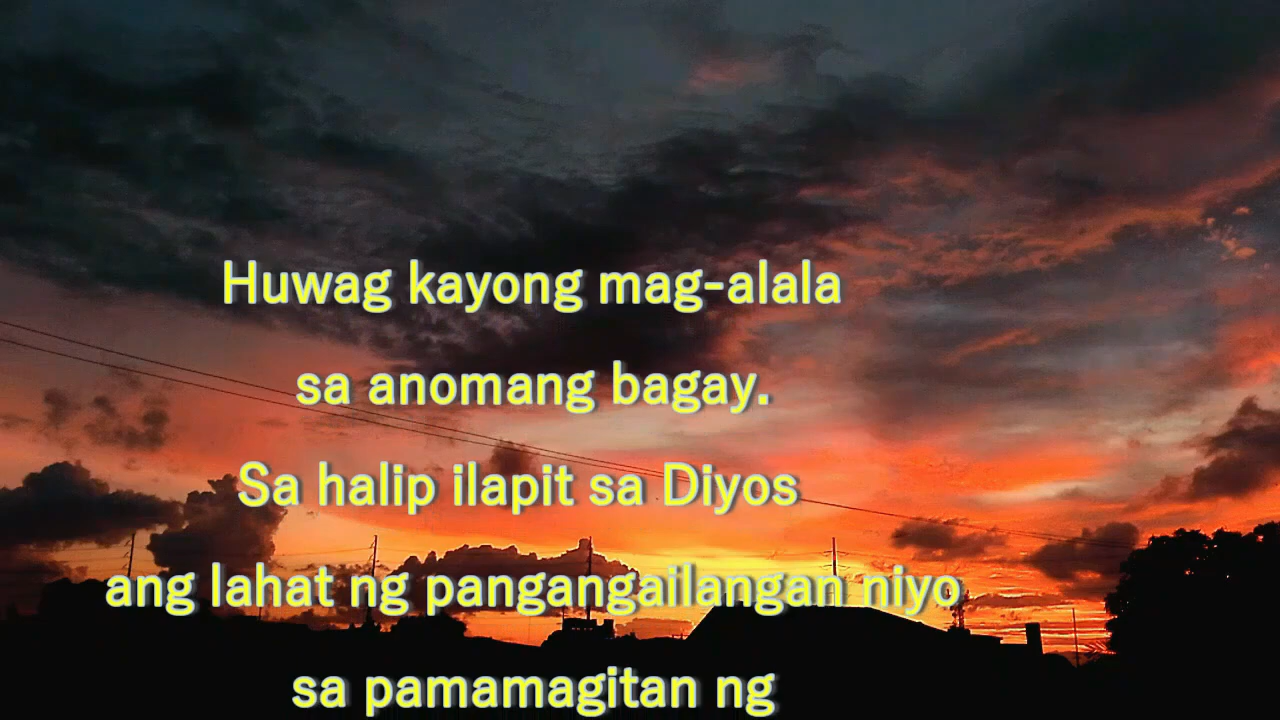 Huwag kayong mag-alala
sa anomang bagay.
Sa halip ilapit sa Diyos
ang lahat ng pangangailangan niyo
sa pamamagitan ng